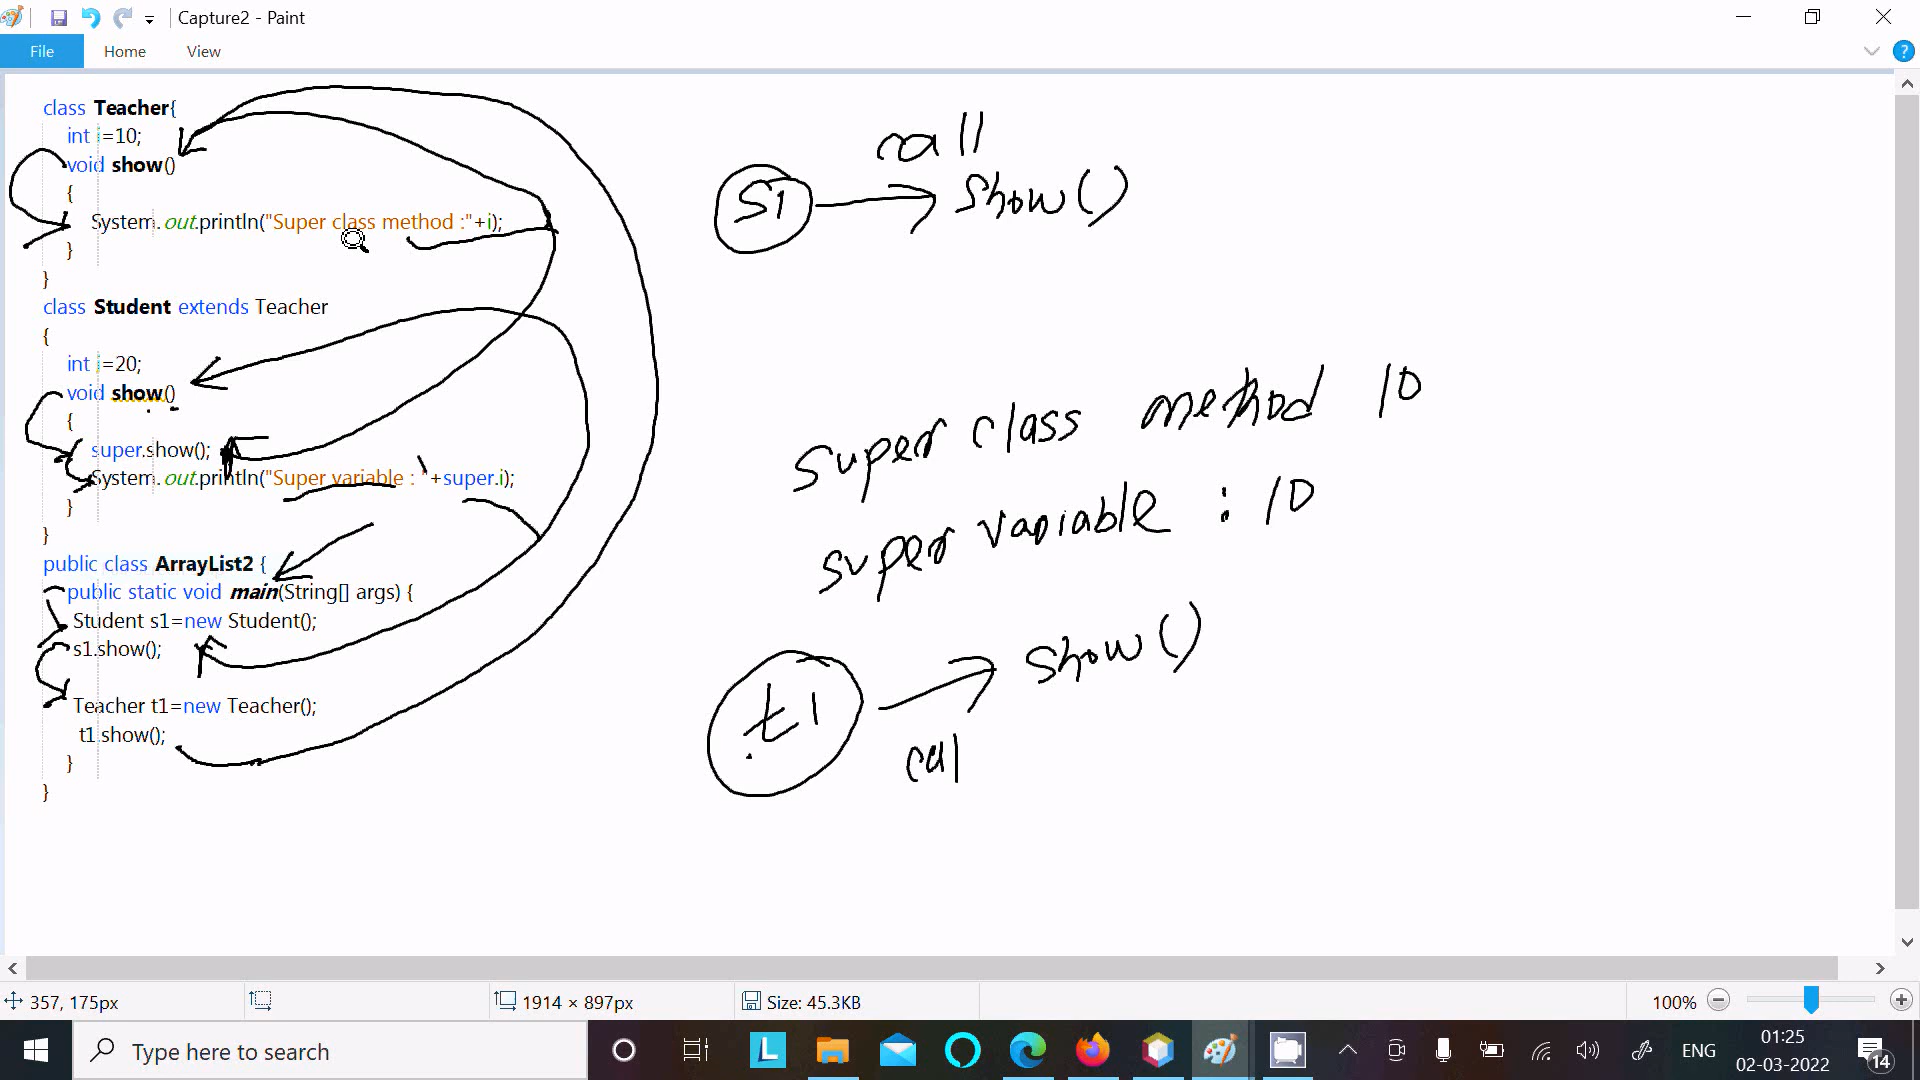 Capture2 - Paint
File Home View
class Teacher{
int i=10;
void show()
{
System.out.println("Super class method :"+i);
}
}
class Student extends Teacher
{
int i=20;
void show()
{
super.show();
System.out.println("Super variable : "+super.i);
}
}
public class ArrayList2 {
public static void main(String[] args) {
Student s1=new Student();
s1.show();
Teacher t1=new Teacher();
t1.show();
}
}
call
S1 show()
super class method 10
super variable : 10
t1 show()
call
357, 175px 1914 × 897px Size: 45.3KB 100%
Type here to search
L
ENG
01:25
02-03-2022
14